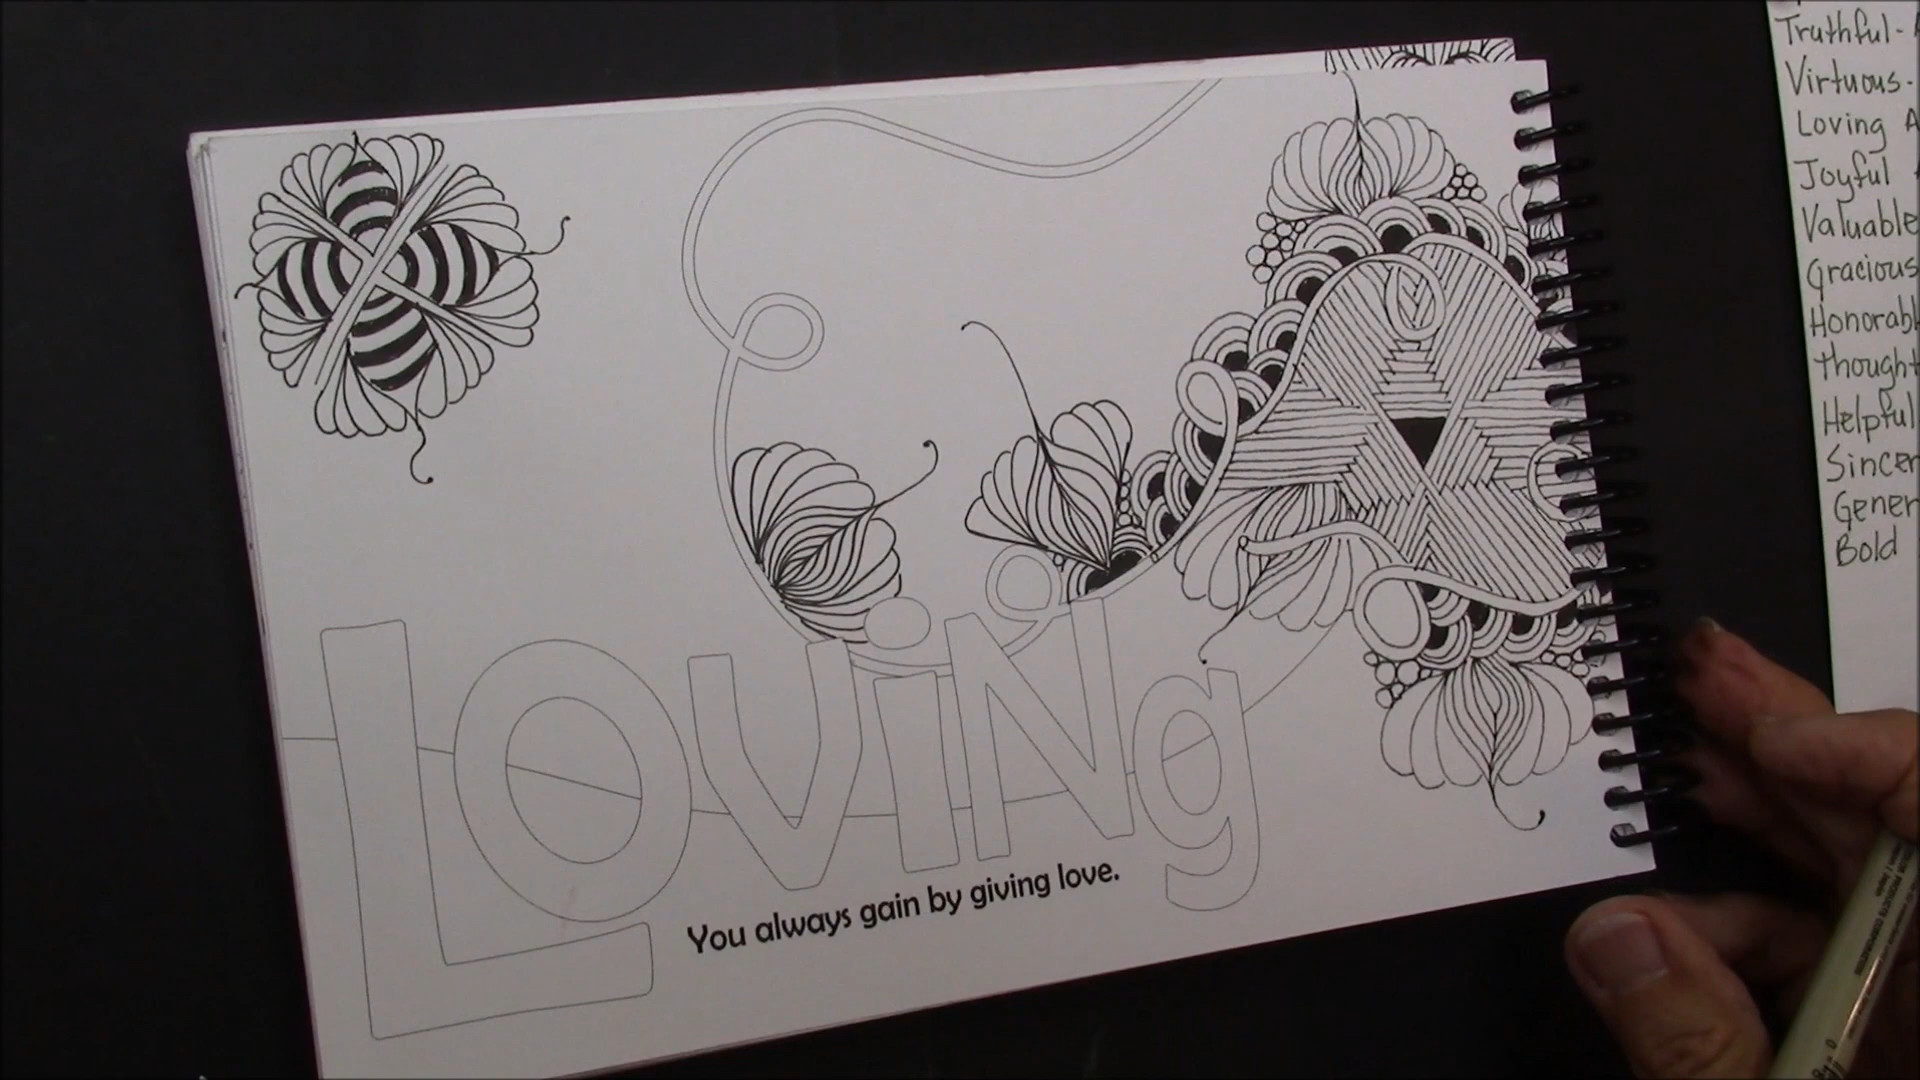 LOViNg
You always gain by giving love.
Truthful-
Virtuous-
Loving A
Joyful
Valuable
Gracious
Honorabl
Thought
Helpful
Sincer
Gener
Bold